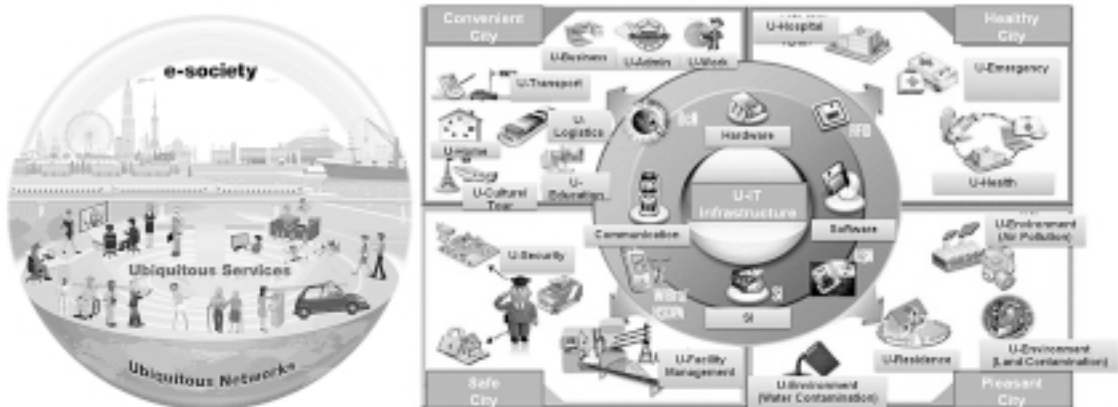 e-society
Ubiquitous Services
Ubiquitous Networks
Convenient
City
U-Business
U-Admin
U-Work
U-Transport
U-
Logistics
U-Home
U-Cultural
Tour
U-
Education
Healthy
City
U-Hospital
U-Emergency
U-Health
Hardware
RFID
U-IT
Infrastructure
Communication
Software
SI
SI
U-Security
U-Facility
Management
Safe
City
U-Environment
(Air Pollution)
U-Residence
U-Environment
(Land Contamination)
U-Environment
(Water Contamination)
Pleasant
City